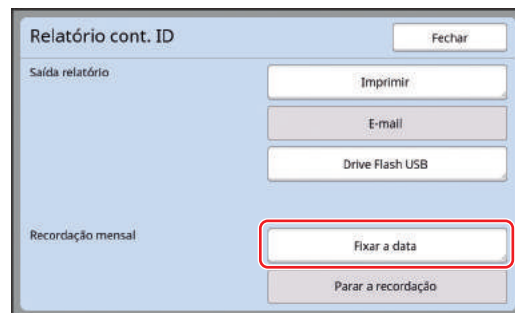 Relatório cont. ID
Fechar
Saída relatório
Imprimir
E-mail
Drive Flash USB
Recordação mensal
Fixar a data
Parar a recordação